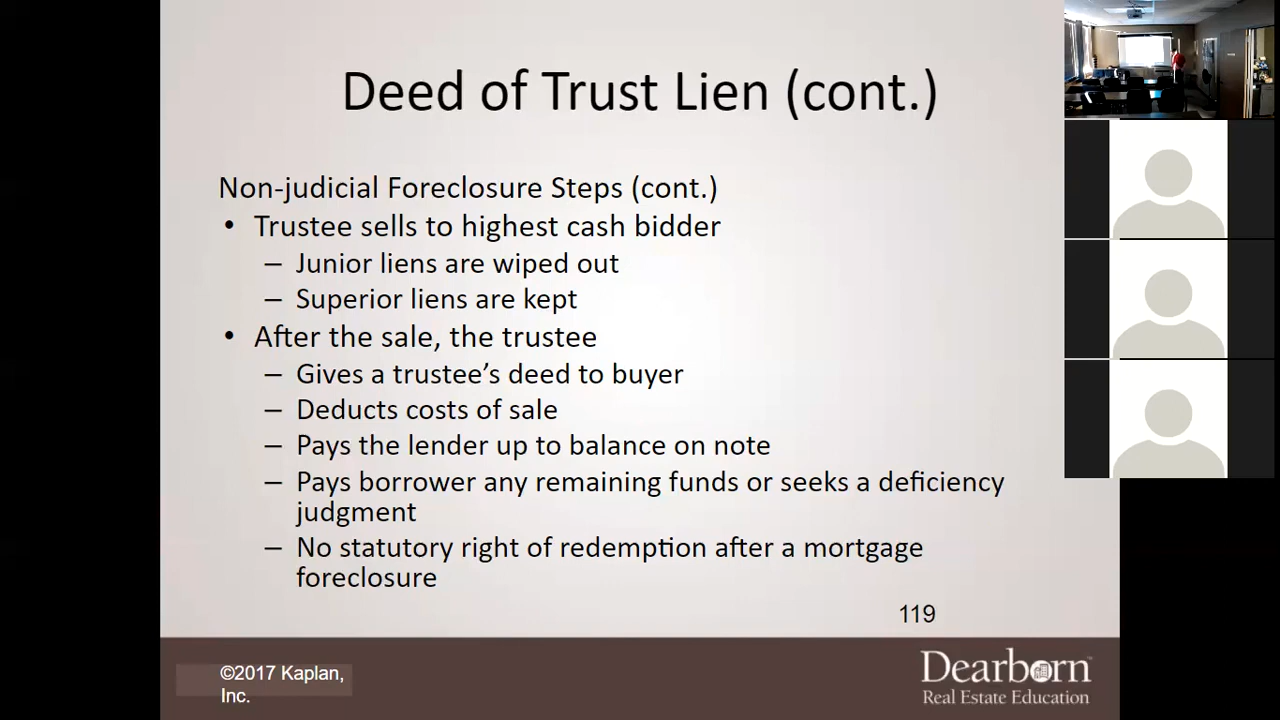 Deed of Trust Lien (cont.)
Non-judicial Foreclosure Steps (cont.)
• Trustee sells to highest cash bidder
– Junior liens are wiped out
– Superior liens are kept
• After the sale, the trustee
– Gives a trustee’s deed to buyer
– Deducts costs of sale
– Pays the lender up to balance on note
– Pays borrower any remaining funds or seeks a deficiency
judgment
– No statutory right of redemption after a mortgage
foreclosure
119
©2017 Kaplan,
Inc.
Dearborn™
Real Estate Education